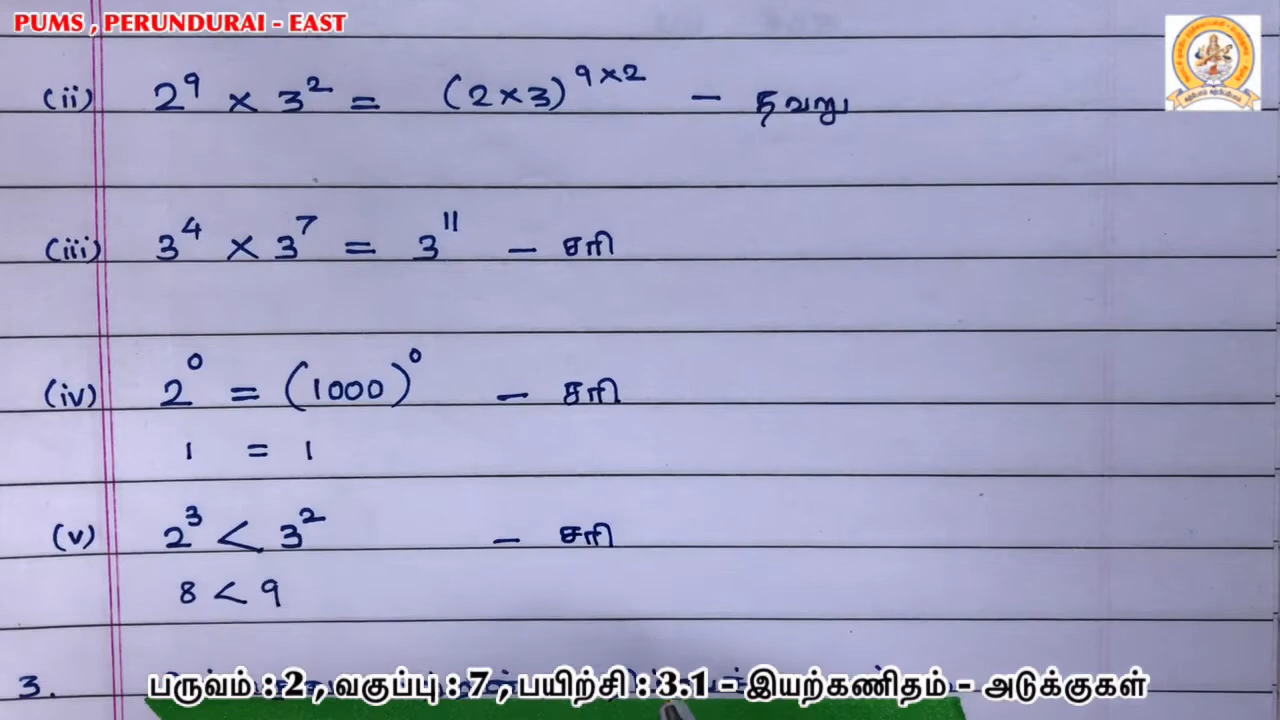 PUMS , PERUNDURAI - EAST
(ii) 2⁹ × 3² = (2×3)⁹ˣ² - தவறு
(iii) 3⁴ × 3⁷ = 3¹¹ - சரி
(iv) 2⁰ = (1000)⁰ - சரி
1 = 1
(v) 2³ < 3² - சரி
8 < 9
3.
பருவம் : 2 , வகுப்பு : 7 , பயிற்சி : 3.1 - இயற்கணிதம் - அடுக்குகள்